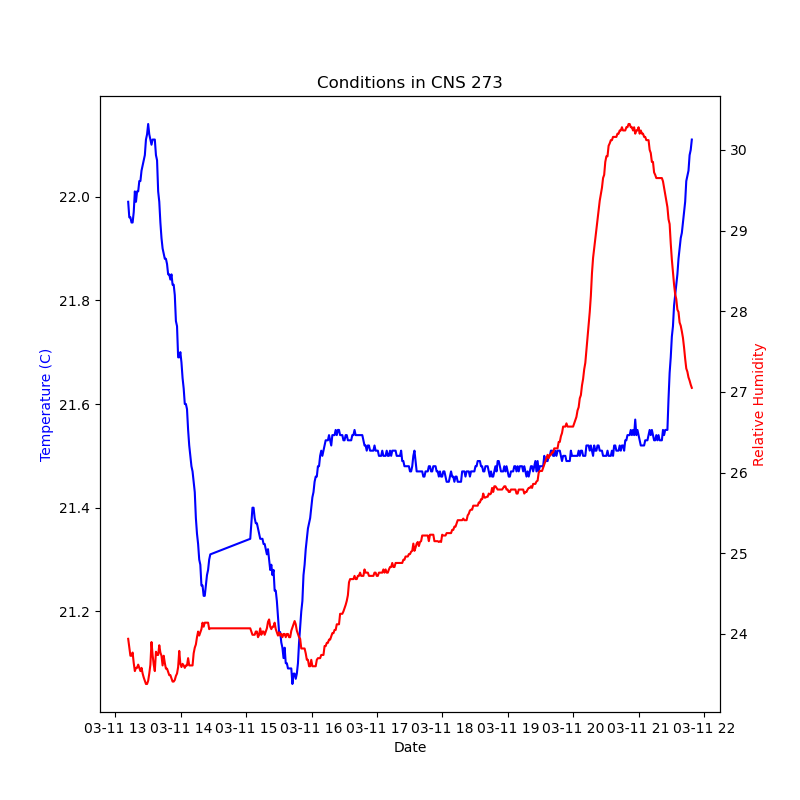 Conditions in CNS 273
Temperature (C)
22.0
21.8
21.6
21.4
21.2
30
29
28
27
26
25
24
Relative Humidity
03-11 13 03-11 14 03-11 15 03-11 16 03-11 17 03-11 18 03-11 19 03-11 20 03-11 21 03-11 22
Date